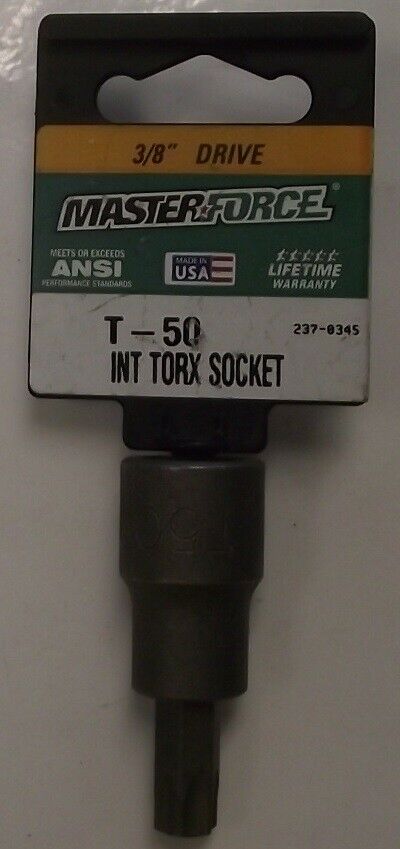 3/8" DRIVE
MASTERFORCE®
MEETS OR EXCEEDS
ANSI
PERFORMANCE STANDARDS
MADE IN
USA
LIFETIME
WARRANTY
T-50
237-0345
INT TORX SOCKET
T50